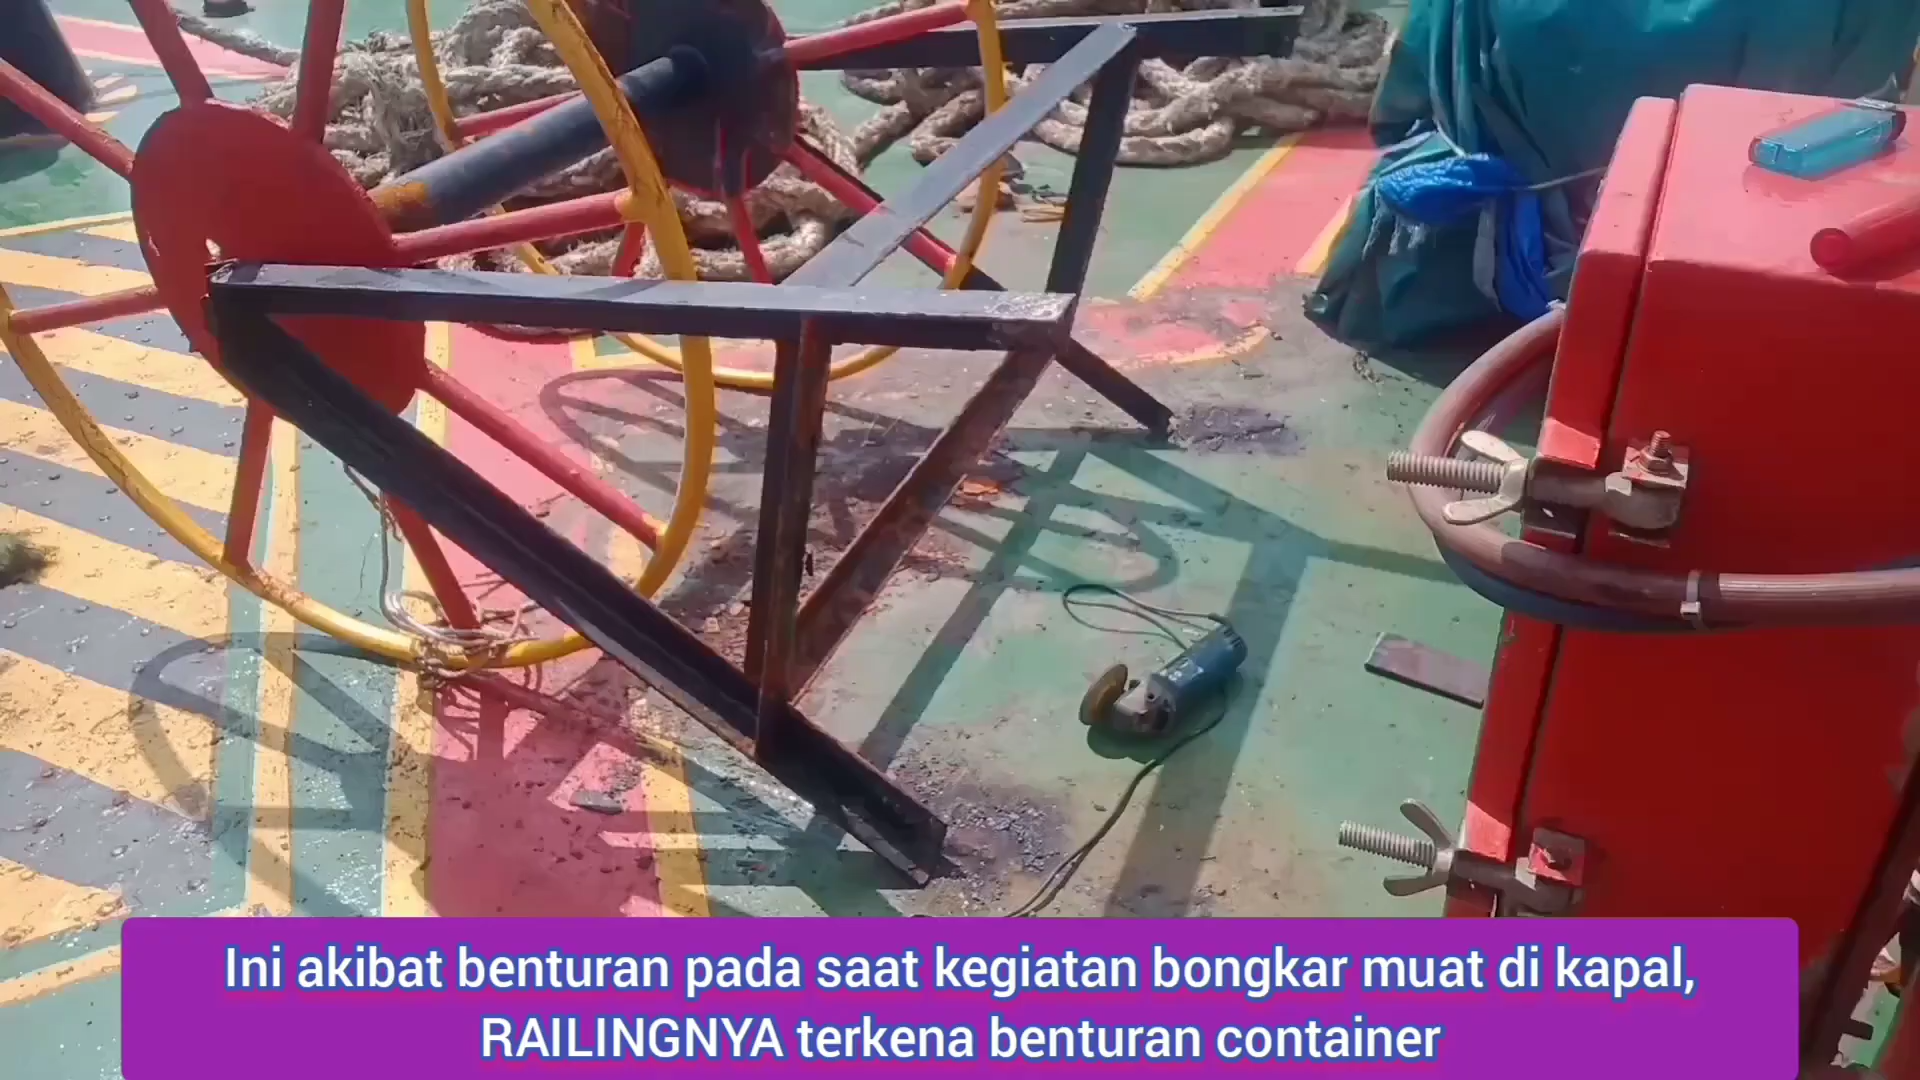 Ini akibat benturan pada saat kegiatan bongkar muat di kapal,
RAILINGNYA terkena benturan container